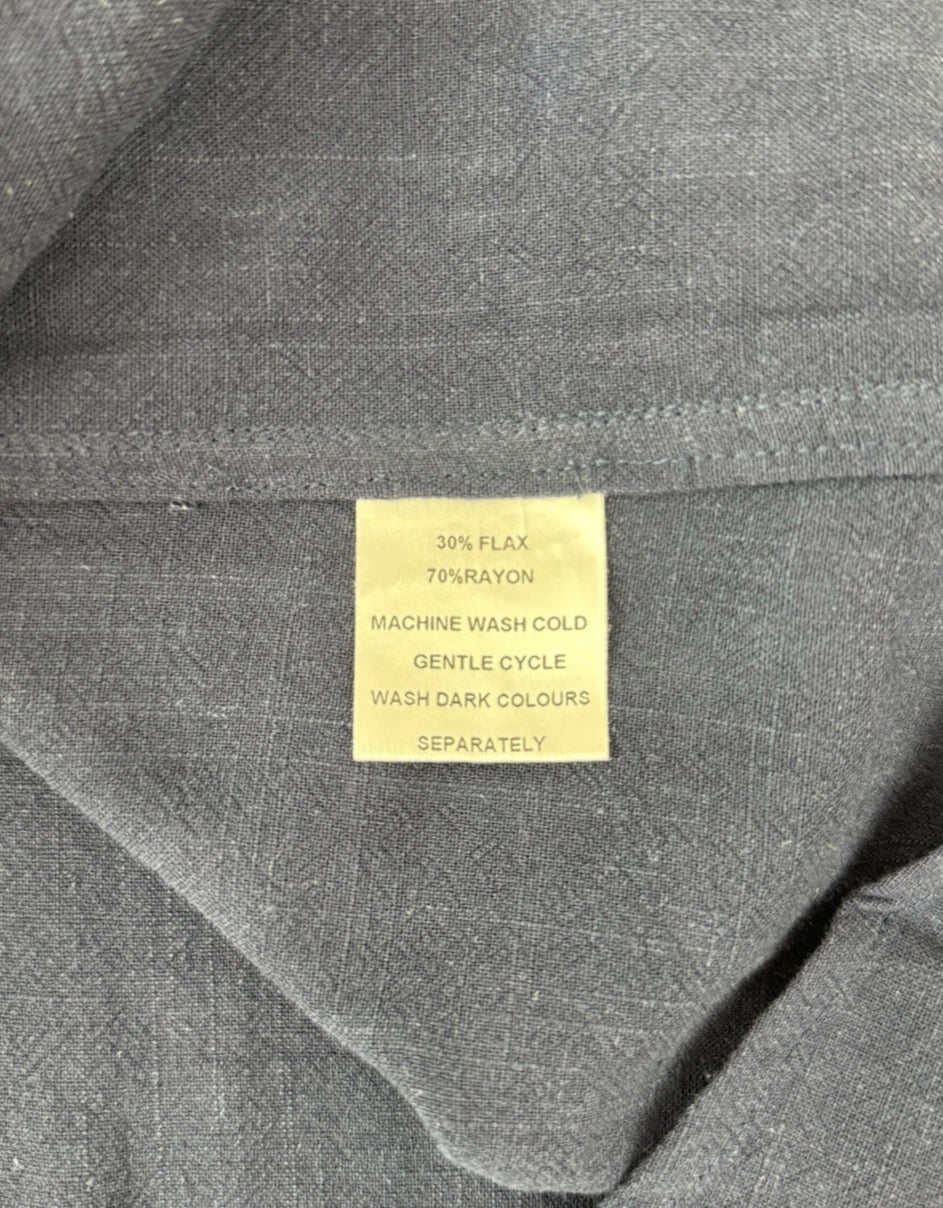 30% FLAX
70%RAYON
MACHINE WASH COLD
GENTLE CYCLE
WASH DARK COLOURS
SEPARATELY